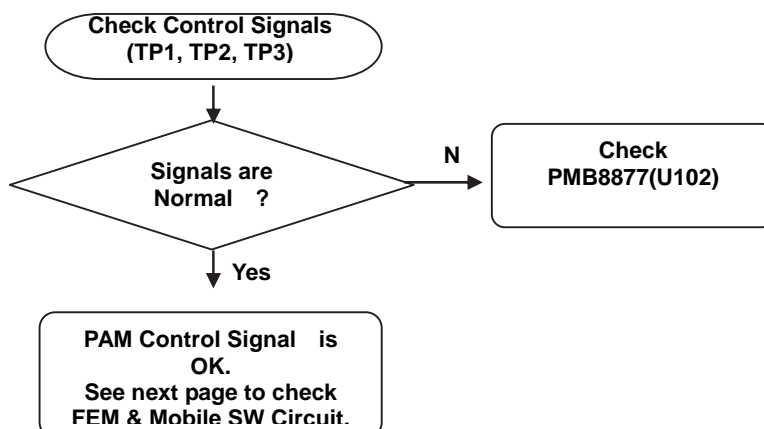 Check Control Signals
(TP1, TP2, TP3)
Signals are
Normal ?
N
Check
PMB8877(U102)
Yes
PAM Control Signal is
OK.
See next page to check
FEM & Mobile SW Circuit.